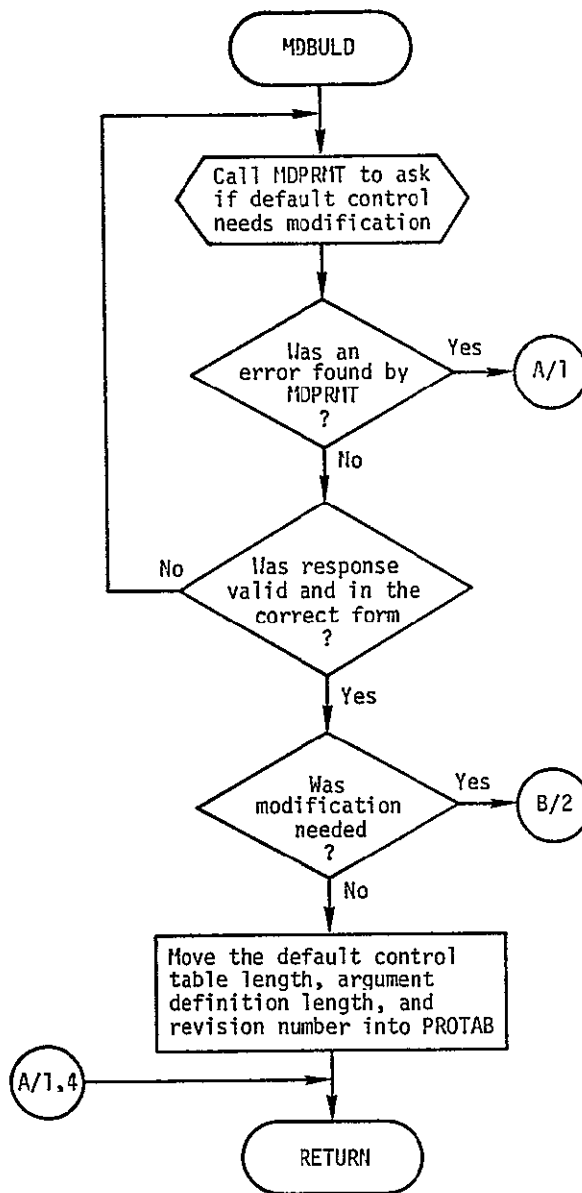 MDBULD
Call MDPRMT to ask
if default control
needs modification
Was an
error found by
MDPRMT
?
Yes
A/1
No
Was response
valid and in the
correct form
?
No
Yes
Was
modification
needed
?
Yes
B/2
No
Move the default control
table length, argument
definition length, and
revision number into PROTAB
A/1,4
RETURN